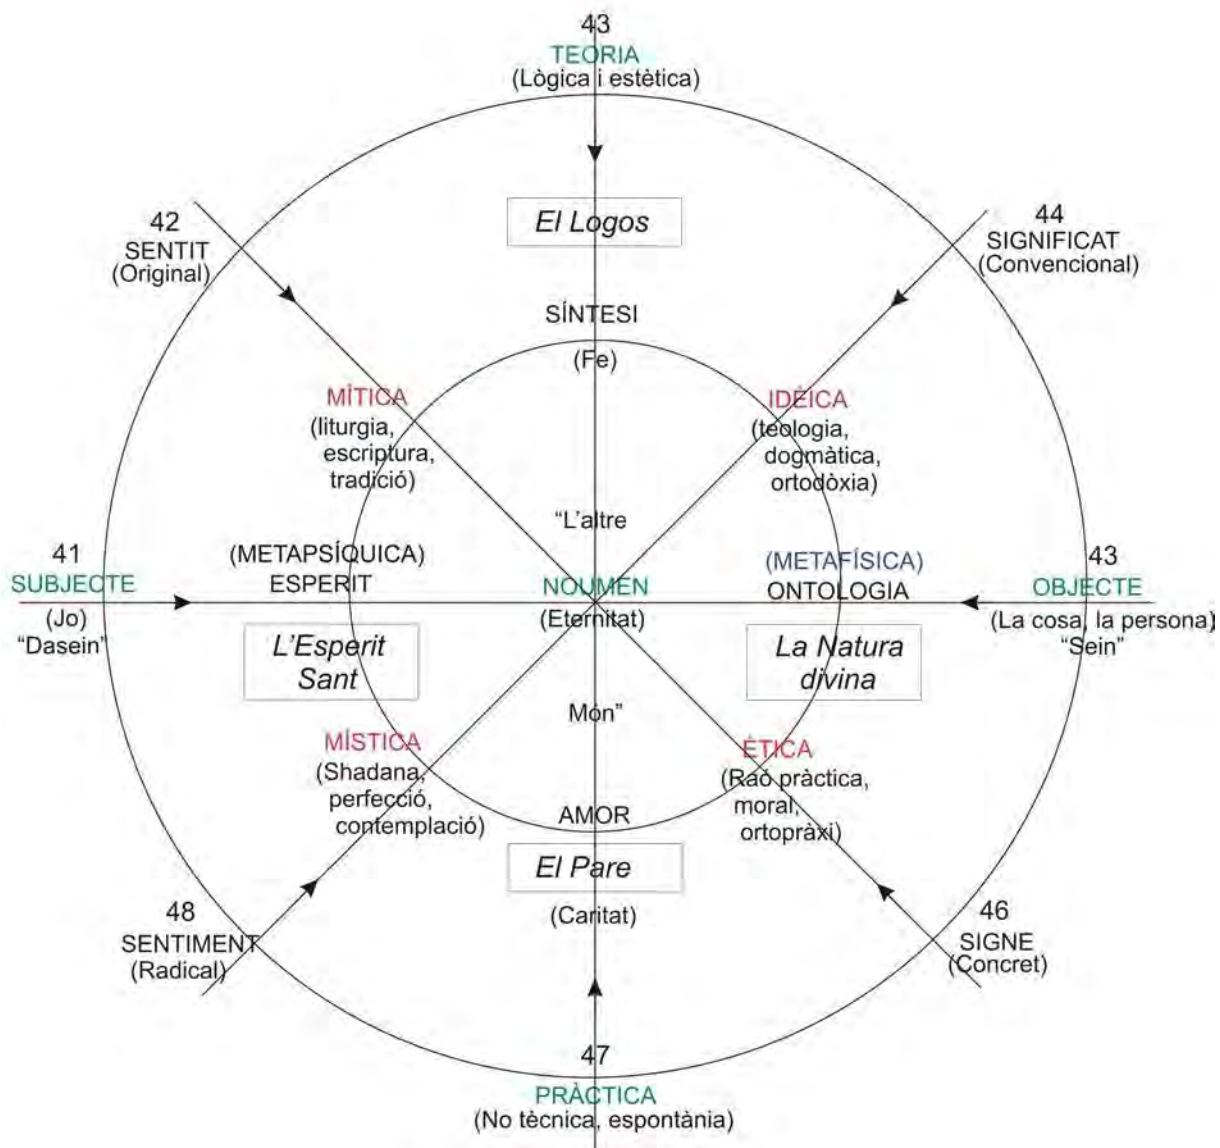 43
TEORIA
(Lògica i estètica)
El Logos
42
SENTIT
(Original)
44
SIGNIFICAT
(Convencional)
SÍNTESI
(Fe)
MÍTICA
(liturgia,
escriptura,
tradició)
IDÈICA
(teologia,
dogmàtica,
ortodòxia)
“L’altre
41
SUBJECTE
(Jo)
“Dasein”
(METAPSÍQUICA)
ESPERIT
NOUMEN
(Eternitat)
(METAFÍSICA)
ONTOLOGIA
43
OBJECTE
(La cosa, la persona)
“Sein”
L’Esperit
Sant
La Natura
divina
Món”
MÍSTICA
(Shadana,
perfecció,
contemplació)
ÈTICA
(Raó pràctica,
moral,
ortopràxi)
AMOR
El Pare
(Caritat)
48
SENTIMENT
(Radical)
46
SIGNE
(Concret)
47
PRÀCTICA
(No tècnica, espontània)